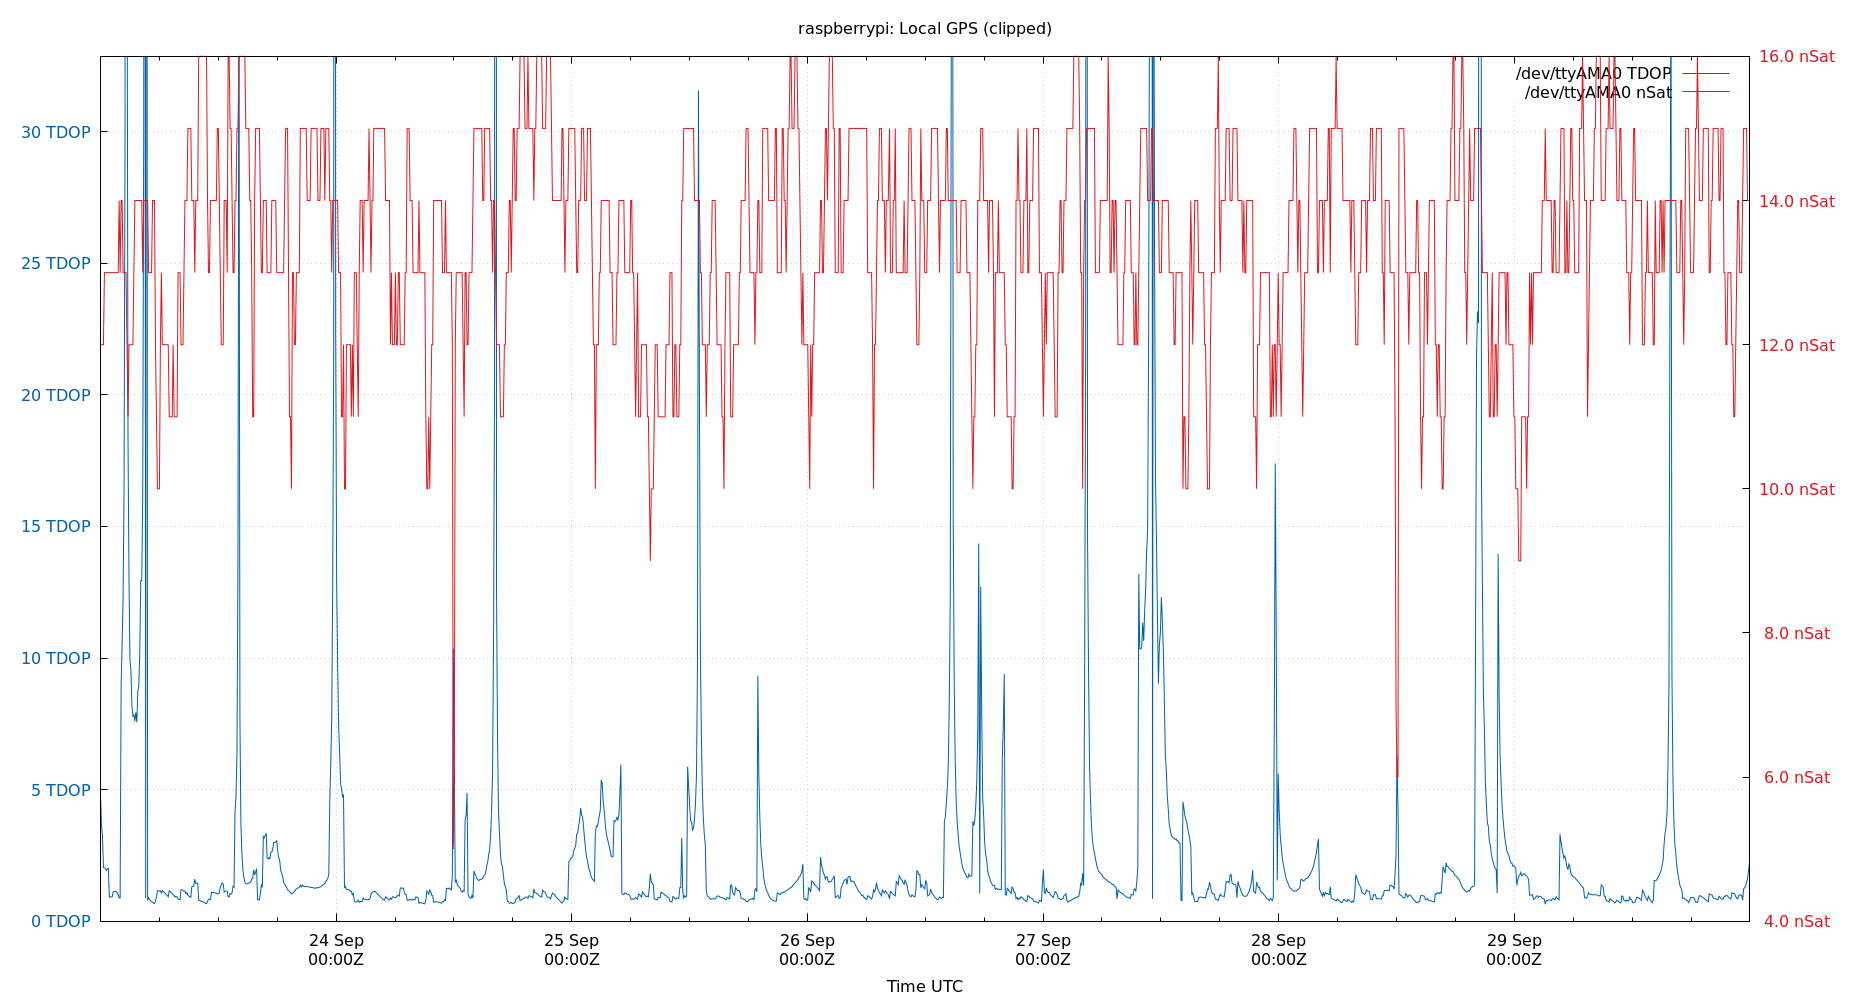 raspberrypi: Local GPS (clipped)
16.0 nSat
/dev/ttyAMA0 TDOP
/dev/ttyAMA0 nSat
30 TDOP
14.0 nSat
25 TDOP
12.0 nSat
20 TDOP
10.0 nSat
15 TDOP
8.0 nSat
10 TDOP
6.0 nSat
5 TDOP
0 TDOP
4.0 nSat
24 Sep
00:00Z
25 Sep
00:00Z
26 Sep
00:00Z
27 Sep
00:00Z
28 Sep
00:00Z
29 Sep
00:00Z
Time UTC